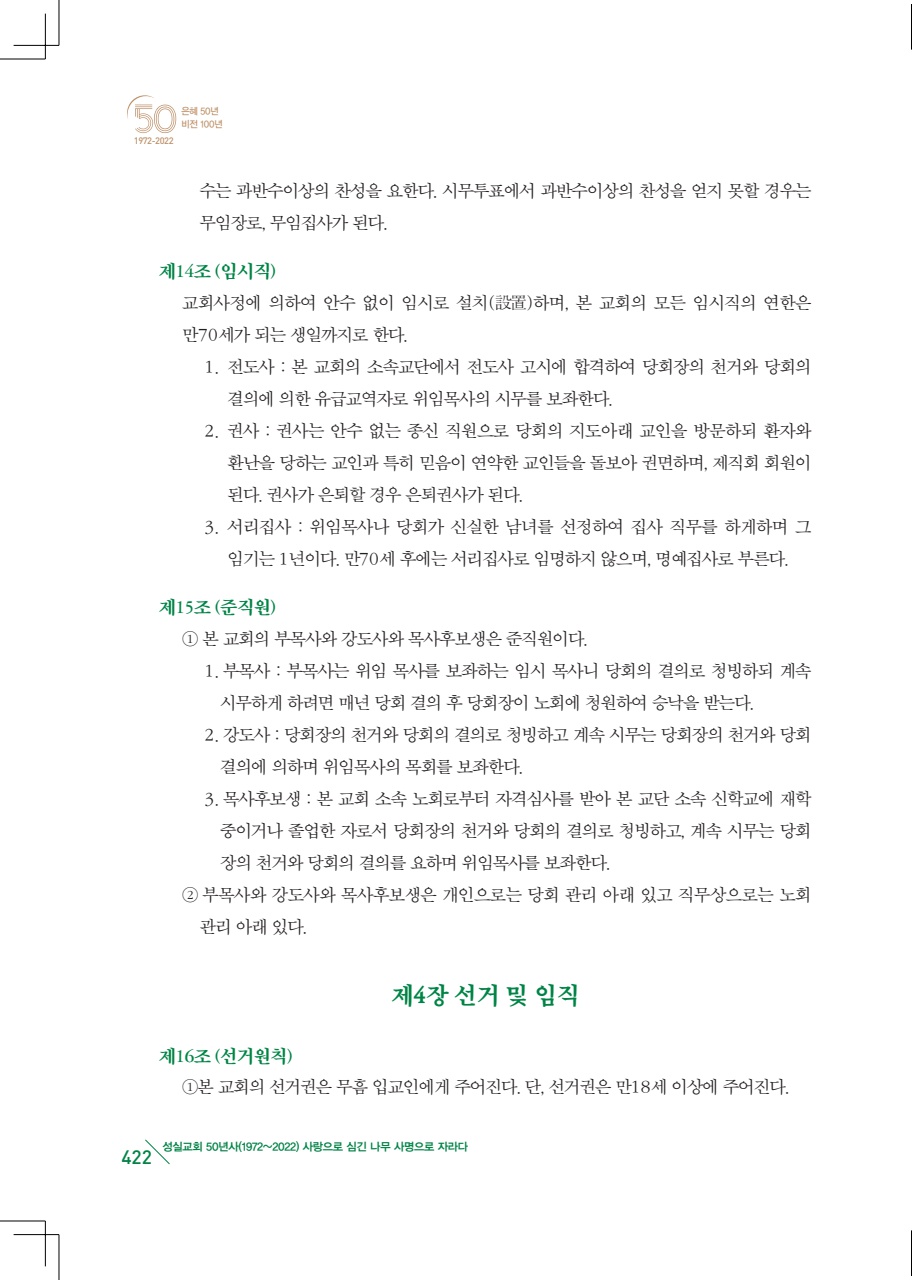 50
은혜 50년
비전 100년
1972-2022
수는 과반수이상의 찬성을 요한다. 시무투표에서 과반수이상의 찬성을 얻지 못할 경우는
무임장로, 무임집사가 된다.
제14조 (임시직)
교회사정에 의하여 안수 없이 임시로 설치(設置)하며, 본 교회의 모든 임시직의 연한은
만70세가 되는 생일까지로 한다.
1. 전도사 : 본 교회의 소속교단에서 전도사 고시에 합격하여 당회장의 천거와 당회의
결의에 의한 유급교역자로 위임목사의 시무를 보좌한다.
2. 권사 : 권사는 안수 없는 종신 직원으로 당회의 지도아래 교인을 방문하되 환자와
환난을 당하는 교인과 특히 믿음이 연약한 교인들을 돌보아 권면하며, 제직회 회원이
된다. 권사가 은퇴할 경우 은퇴권사가 된다.
3. 서리집사 : 위임목사나 당회가 신실한 남녀를 선정하여 집사 직무를 하게하며 그
임기는 1년이다. 만70세 후에는 서리집사로 임명하지 않으며, 명예집사로 부른다.
제15조 (준직원)
① 본 교회의 부목사와 강도사와 목사후보생은 준직원이다.
1. 부목사 : 부목사는 위임 목사를 보좌하는 임시 목사니 당회의 결의로 청빙하되 계속
시무하게 하려면 매년 당회 결의 후 당회장이 노회에 청원하여 승낙을 받는다.
2. 강도사 : 당회장의 천거와 당회의 결의로 청빙하고 계속 시무는 당회장의 천거와 당회
결의에 의하며 위임목사의 목회를 보좌한다.
3. 목사후보생 : 본 교회 소속 노회로부터 자격심사를 받아 본 교단 소속 신학교에 재학
중이거나 졸업한 자로서 당회장의 천거와 당회의 결의로 청빙하고, 계속 시무는 당회
장의 천거와 당회의 결의를 요하며 위임목사를 보좌한다.
② 부목사와 강도사와 목사후보생은 개인으로는 당회 관리 아래 있고 직무상으로는 노회
관리 아래 있다.
제4장 선거 및 임직
제16조 (선거원칙)
①본 교회의 선거권은 무흠 입교인에게 주어진다. 단, 선거권은 만18세 이상에 주어진다.
422 성실교회 50년사(1972~2022) 사랑으로 심긴 나무 사명으로 자라다